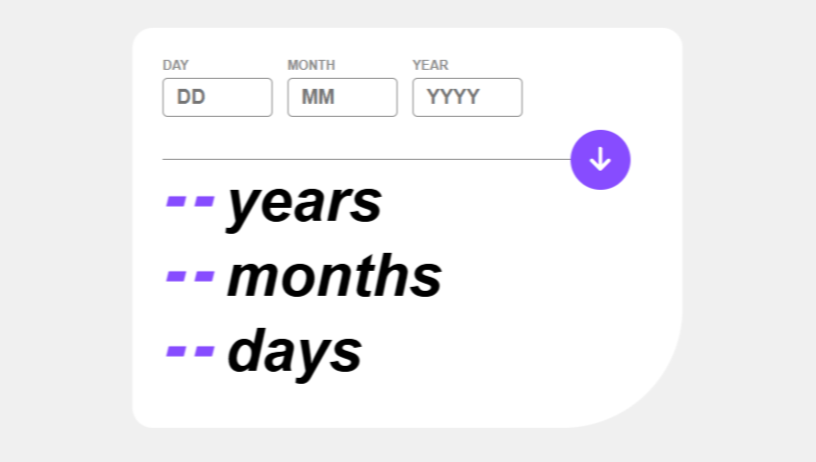 DAY MONTH YEAR
DD MM YYYY
-- years
-- months
-- days